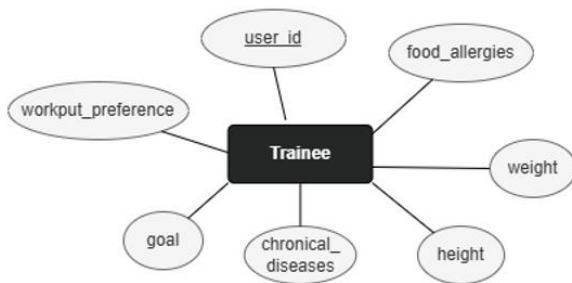 user_id
food_allergies
workput_preference
Trainee
weight
goal
chronical_
diseases
height